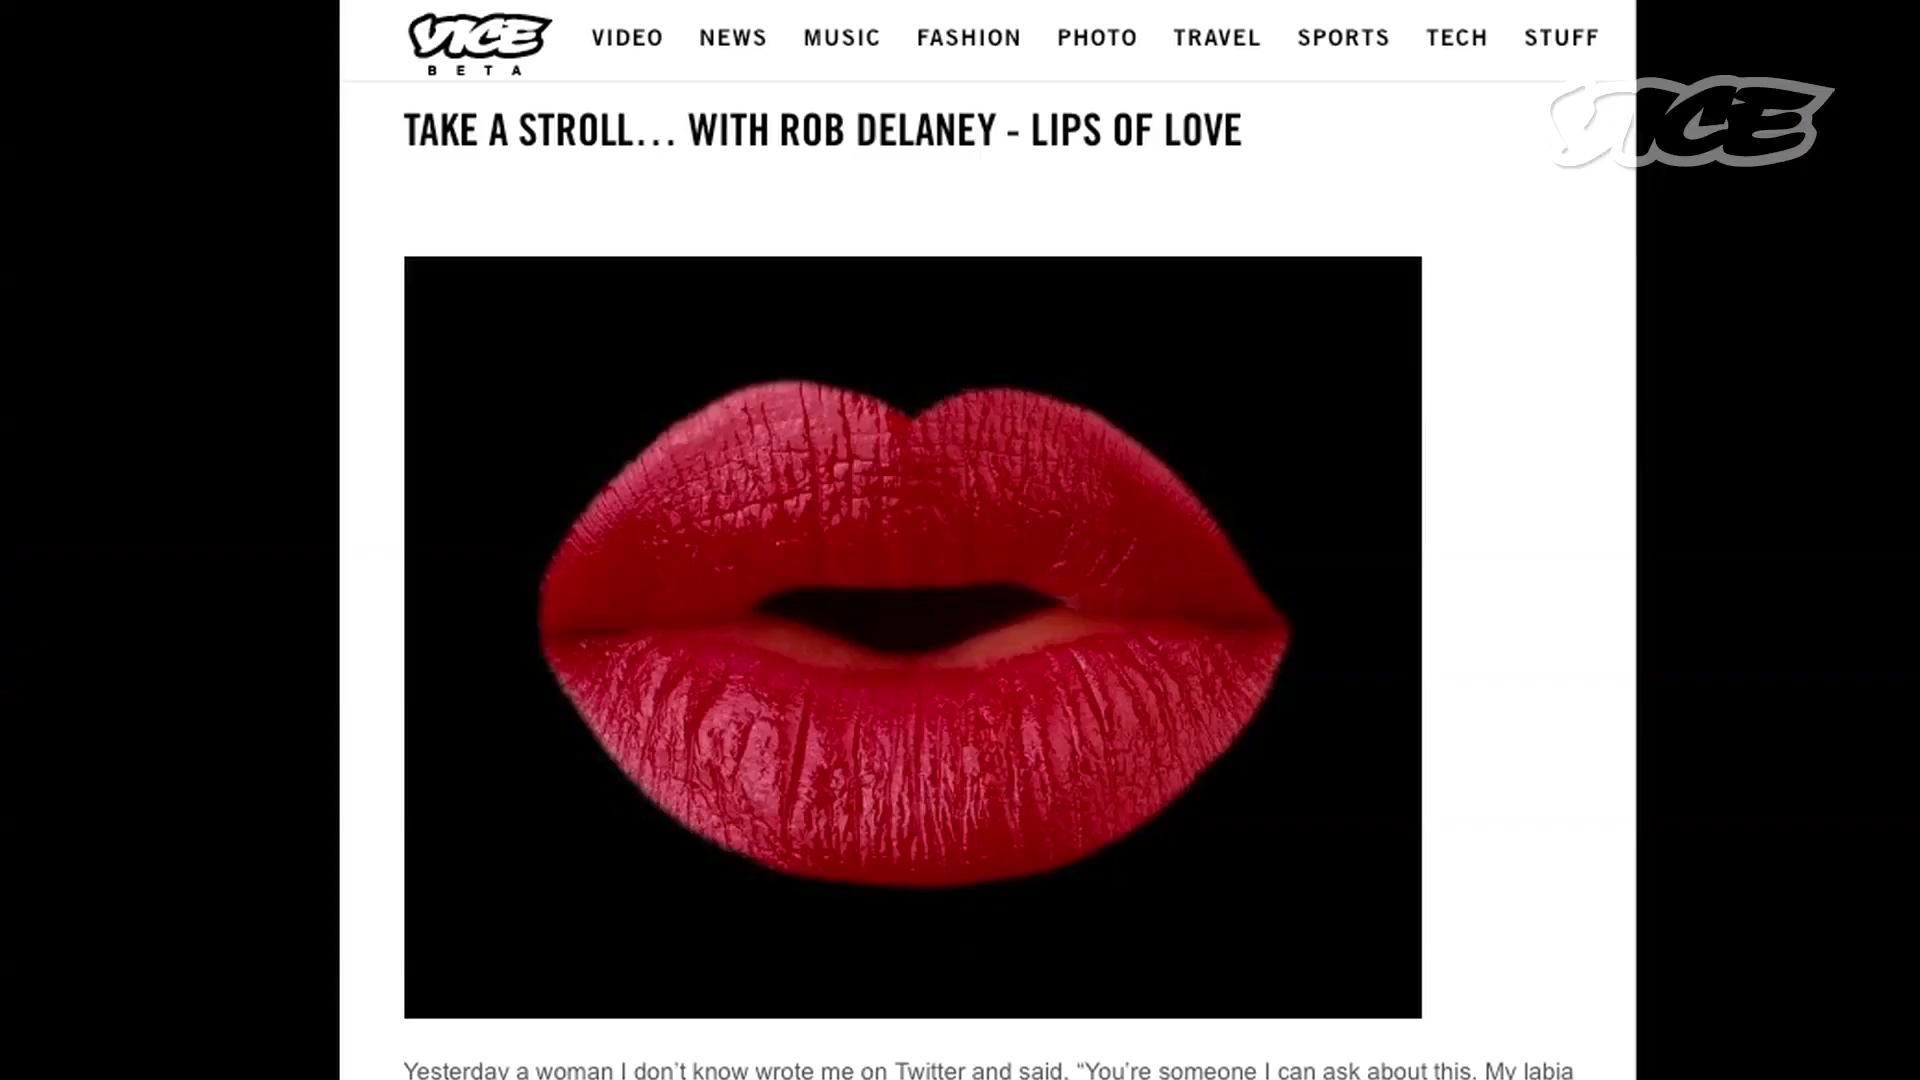 VICE
BETA
VIDEO NEWS MUSIC FASHION PHOTO TRAVEL SPORTS TECH STUFF
VICE
TAKE A STROLL... WITH ROB DELANEY - LIPS OF LOVE
Yesterday a woman I don't know wrote me on Twitter and said, “You're someone I can ask about this. My labia